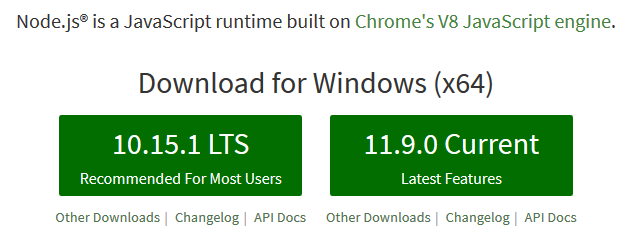 Node.js® is a JavaScript runtime built on Chrome's V8 JavaScript engine.
Download for Windows (x64)
10.15.1 LTS
Recommended For Most Users
11.9.0 Current
Latest Features
Other Downloads | Changelog | API Docs
Other Downloads | Changelog | API Docs